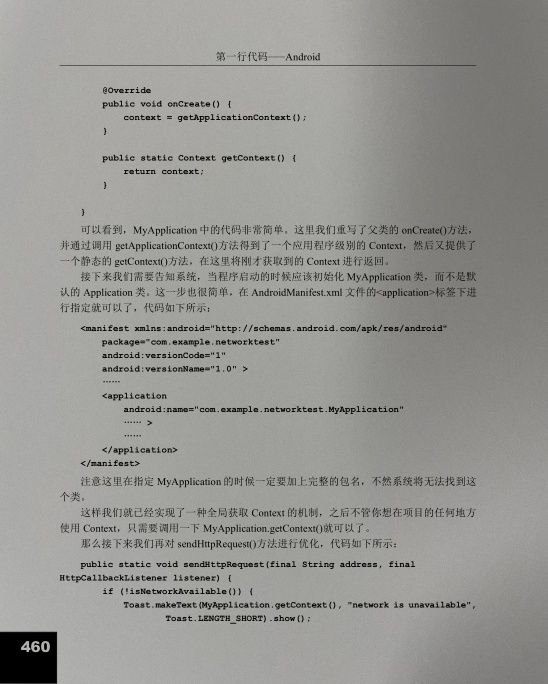 第一行代码——Android
@Override
public void onCreate() {
context = getApplicationContext();
}
public static Context getContext() {
return context;
}
}
可以看到，MyApplication 中的代码非常简单。这里我们重写了父类的 onCreate()方法，
并通过调用 getApplicationContext()方法得到了一个应用程序级别的 Context，然后又提供了
一个静态的 getContext()方法，在这里将刚才获取到的 Context 进行返回。
接下来我们需要告知系统，当程序启动的时候应该初始化 MyApplication 类，而不是默
认的 Application 类。这一步也很简单，在 AndroidManifest.xml 文件的<application>标签下进
行指定就可以了，代码如下所示：
<manifest xmlns:android="http://schemas.android.com/apk/res/android"
package="com.example.networktest"
android:versionCode="1"
android:versionName="1.0" >
……
<application
android:name="com.example.networktest.MyApplication"
…… >
……
</application>
</manifest>
注意这里在指定 MyApplication 的时候一定要加上完整的包名，不然系统将无法找到这
个类。
这样我们就已经实现了一种全局获取 Context 的机制，之后不管你想在项目的任何地方
使用 Context，只需要调用一下 MyApplication.getContext()就可以了。
那么接下来我们再对 sendHttpRequest()方法进行优化，代码如下所示：
public static void sendHttpRequest(final String address, final
HttpCallbackListener listener) {
if (!isNetworkAvailable()) {
Toast.makeText(MyApplication.getContext(), "network is unavailable",
Toast.LENGTH_SHORT).show();
460